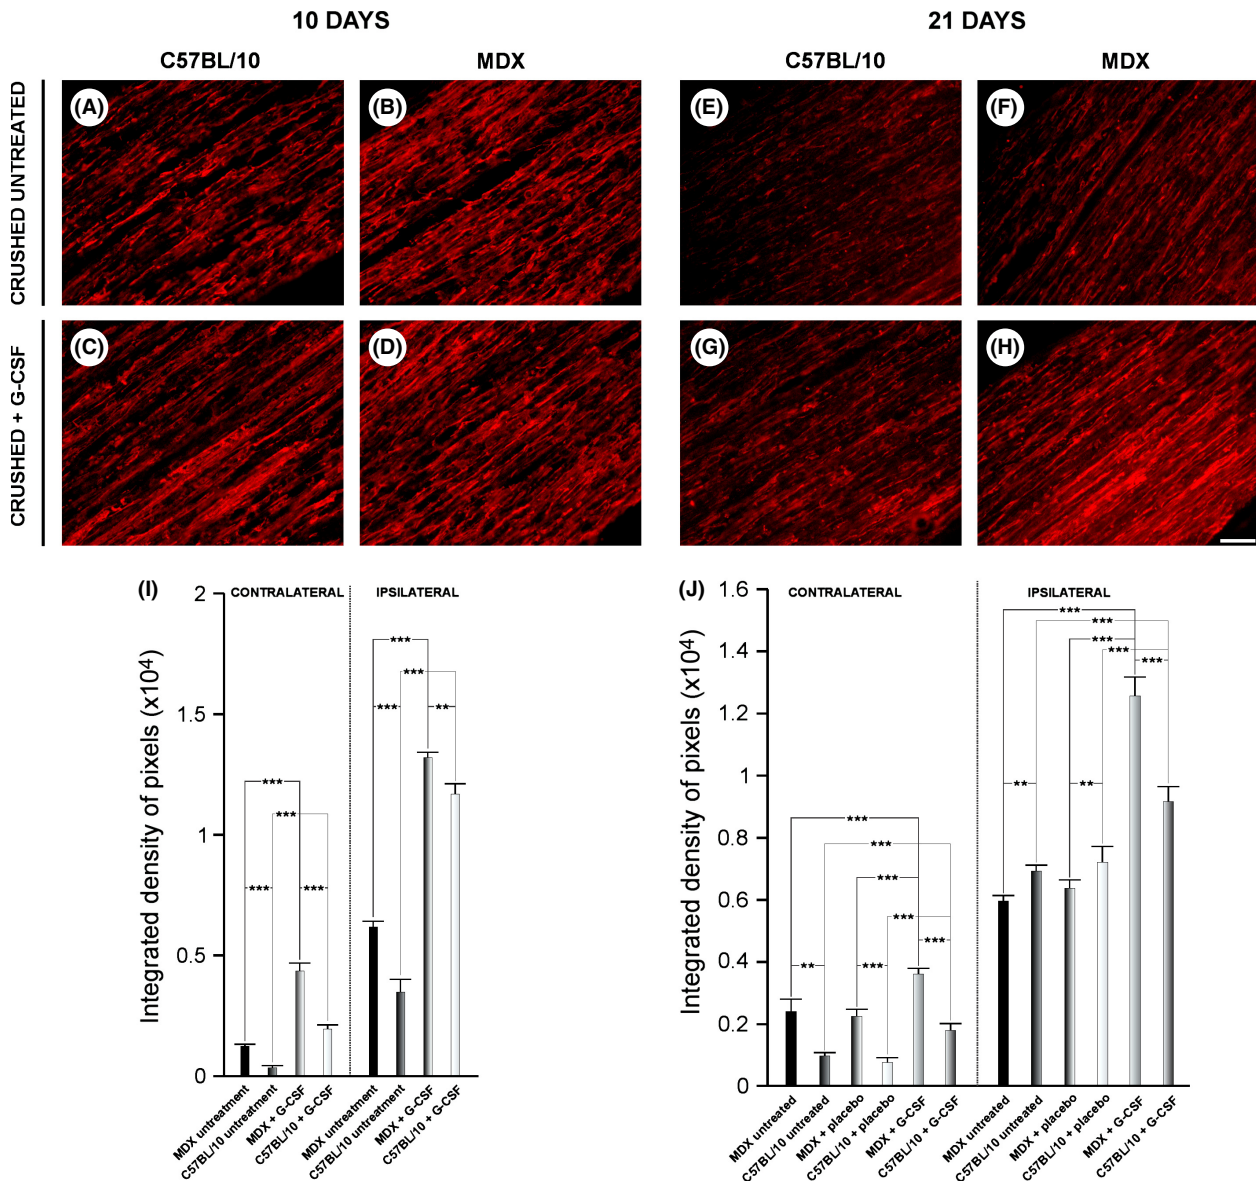 10 DAYS
21 DAYS
C57BL/10
MDX
C57BL/10
MDX
CRUSHED UNTREATED
(A)
(B)
(E)
(F)
CRUSHED + G-CSF
(C)
(D)
(G)
(H)
(I)
CONTRALATERAL
IPSILATERAL
Integrated density of pixels (x10⁴)
2
1.5
1
0.5
0
***
***
***
***
***
***
***
**
MDX untreatment
C57BL/10 untreatment
MDX + G-CSF
C57BL/10 + G-CSF
MDX untreatment
C57BL/10 untreatment
MDX + G-CSF
C57BL/10 + G-CSF
(J)
CONTRALATERAL
IPSILATERAL
Integrated density of pixels (x10⁴)
1.6
1.4
1.2
1
0.8
0.6
0.4
0.2
0
***
***
***
***
***
**
***
***
***
***
***
***
**
**
MDX untreated
C57BL/10 untreated
MDX + placebo
C57BL/10 + placebo
MDX + G-CSF
C57BL/10 + G-CSF
MDX untreated
C57BL/10 untreated
MDX + placebo
C57BL/10 + placebo
MDX + G-CSF
C57BL/10 + G-CSF